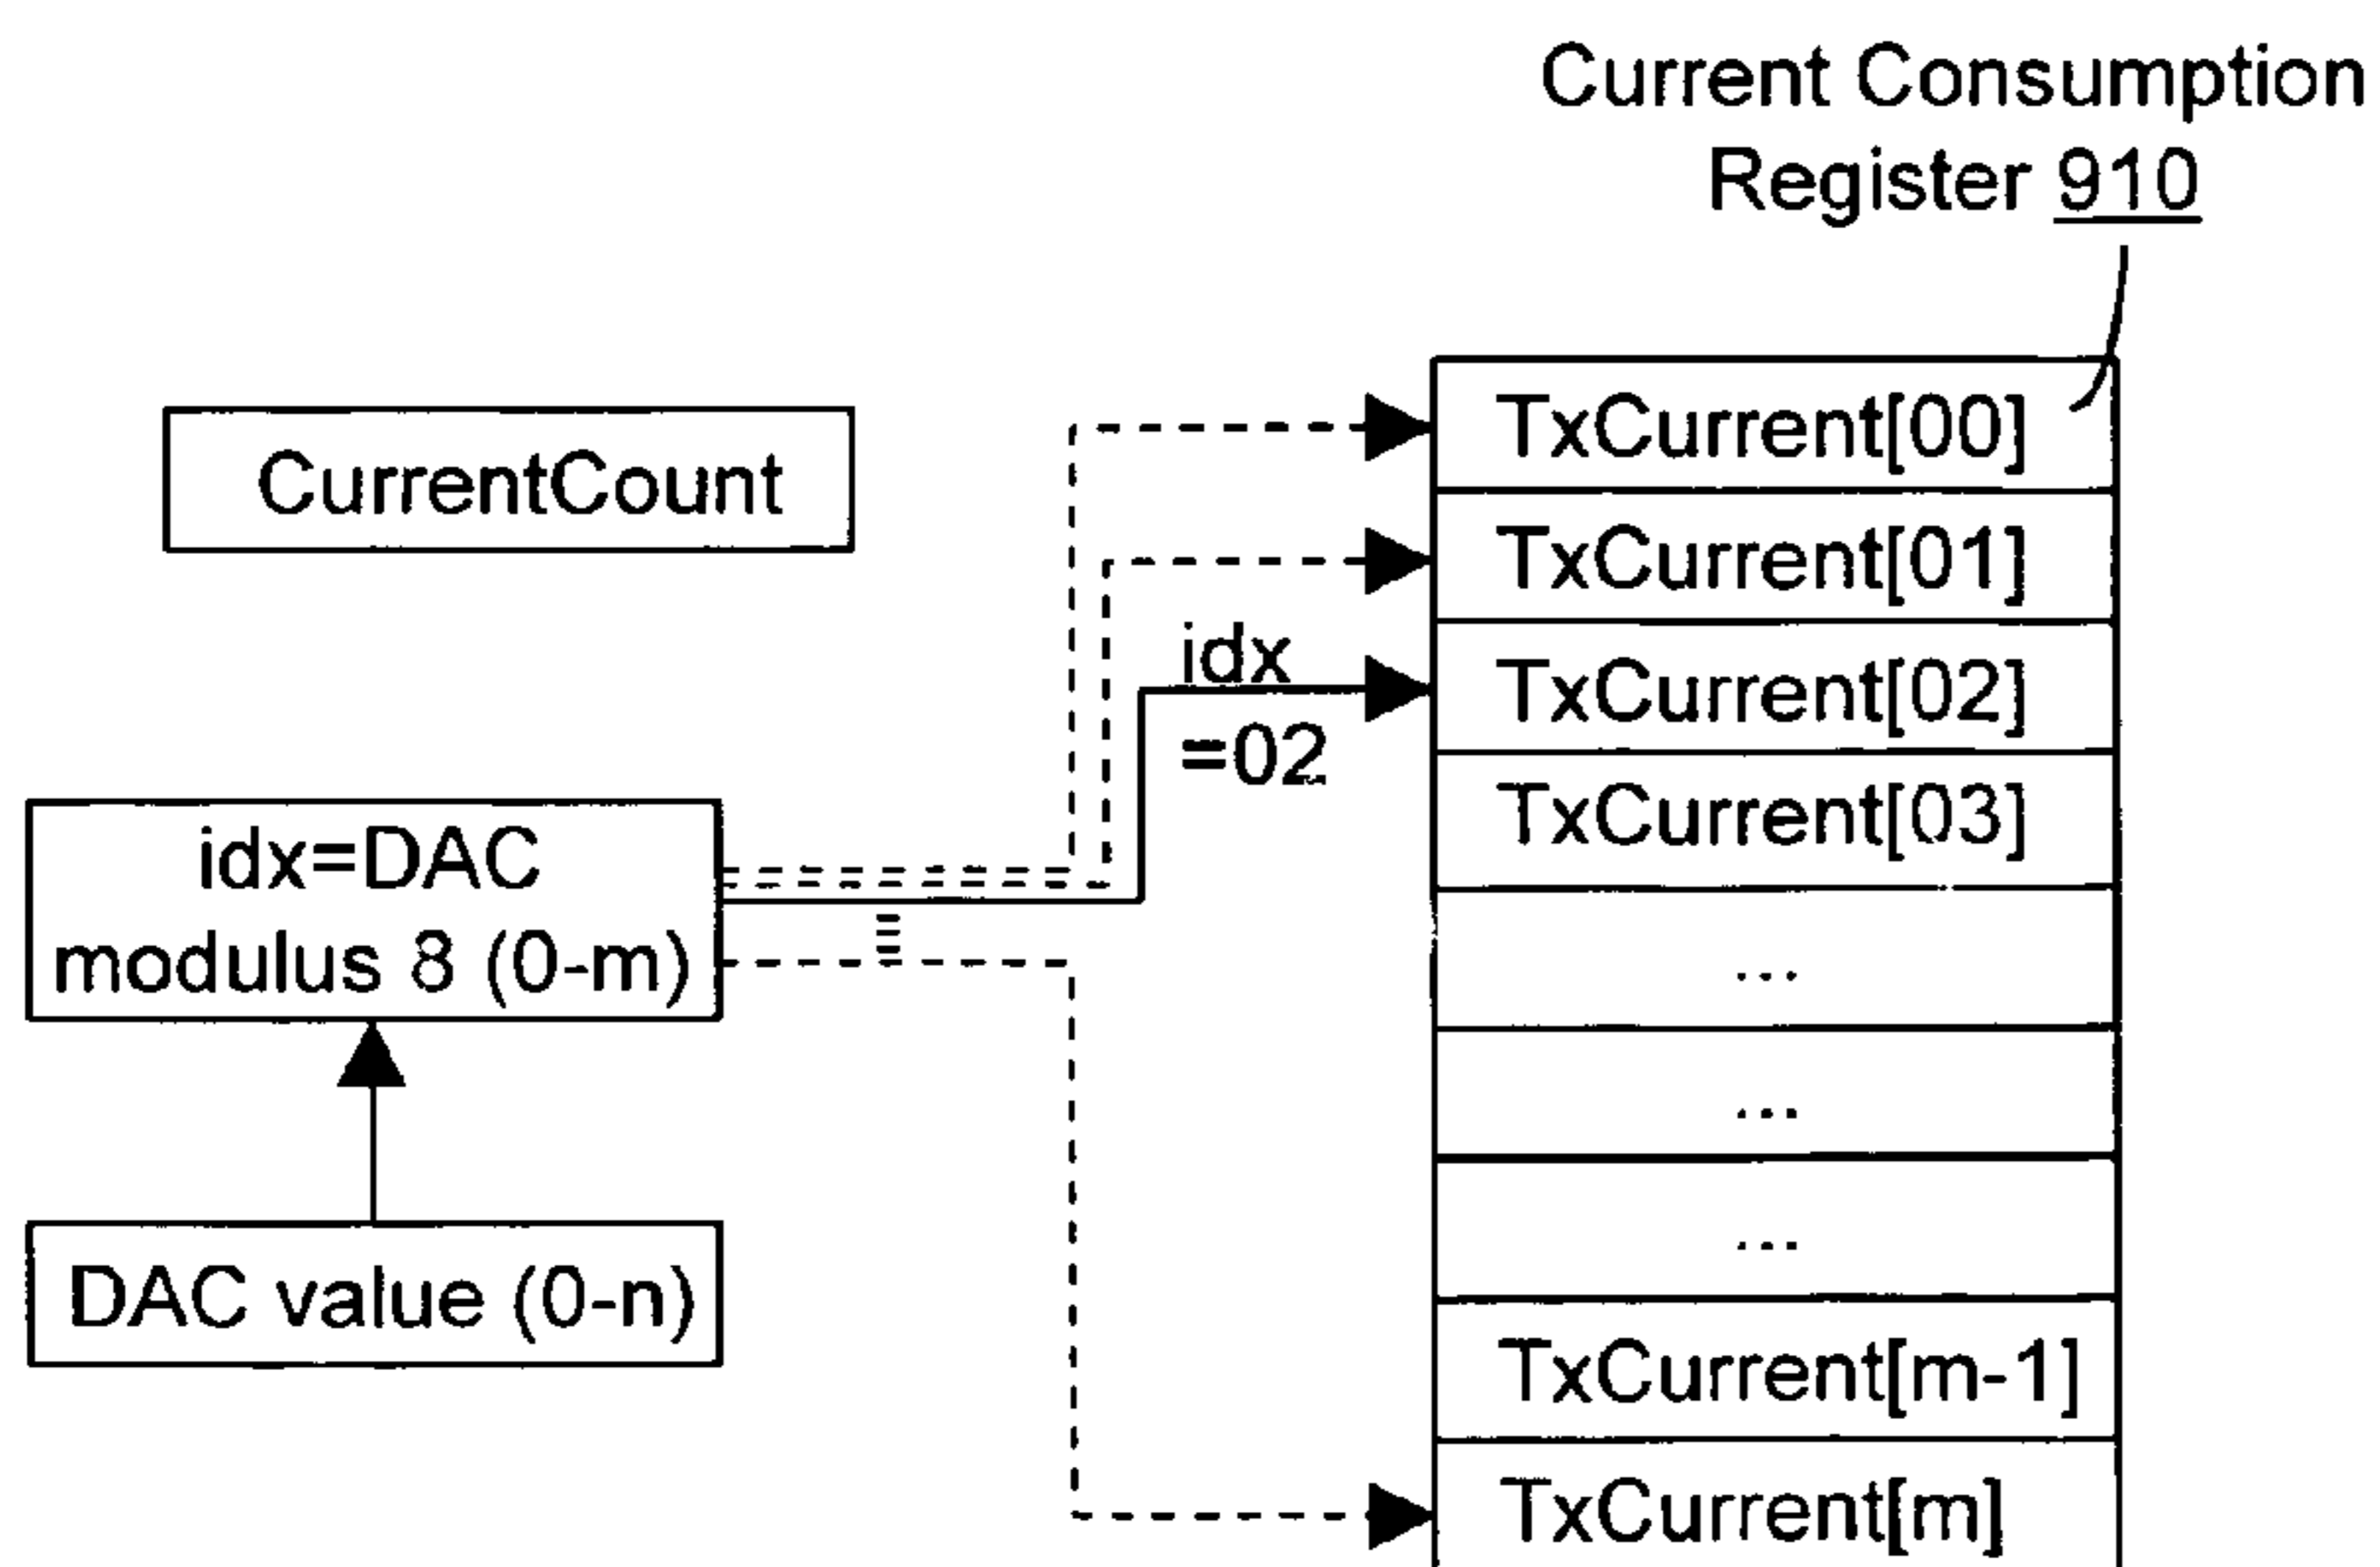 Current Consumption
Register 910
CurrentCount
idx=DAC
modulus 8 (0-m)
DAC value (0-n)
idx
=02
TxCurrent[00]
TxCurrent[01]
TxCurrent[02]
TxCurrent[03]
...
...
...
TxCurrent[m-1]
TxCurrent[m]